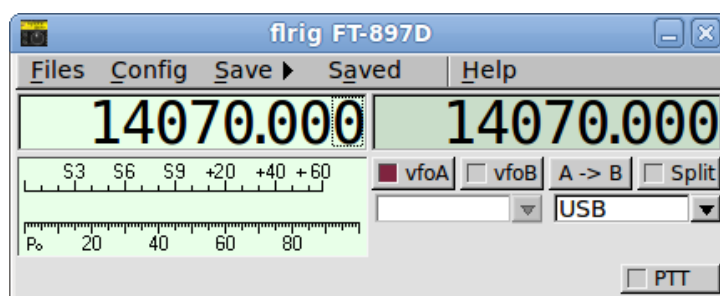 flrig FT-897D
Files Config Save Saved Help
14070.000 14070.000
S3 S6 S9 +20 +40 +60
vfoA vfoB A -> B Split
USB
Po 20 40 60 80
PTT